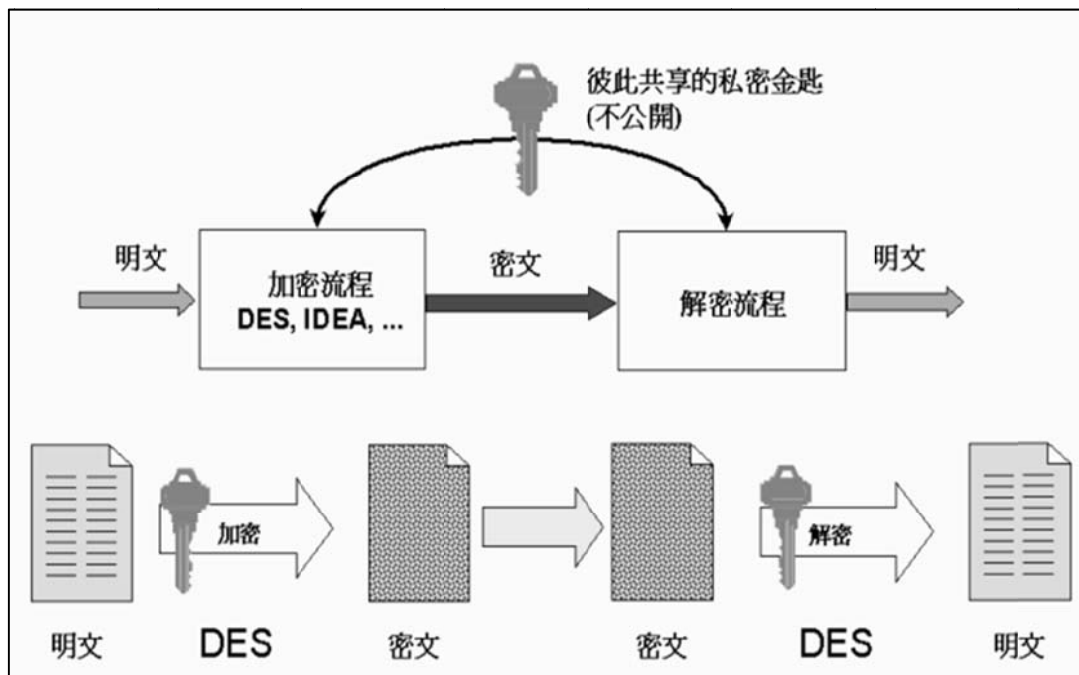 彼此共享的私密金匙
(不公開)
明文
加密流程
DES, IDEA, ...
密文
解密流程
明文
加密
解密
明文
DES
密文
密文
DES
明文